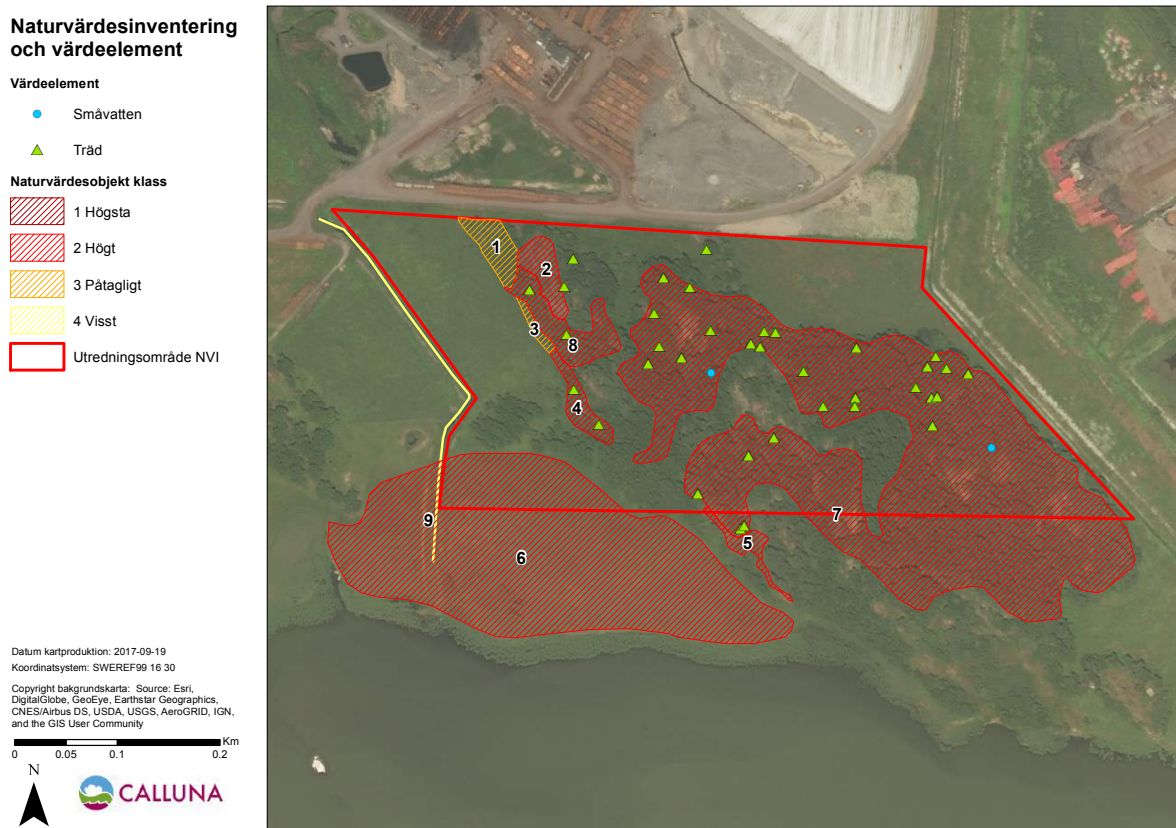 Naturvärdesinventering
och värdeelement
Värdeelement
Småvatten
Träd
Naturvärdesobjekt klass
1 Högsta
2 Högt
3 Påtagligt
4 Visst
Utredningsområde NVI
Datum kartproduktion: 2017-09-19
Koordinatsystem: SWEREF99 16 30
Copyright bakgrundskarta: Source: Esri,
DigitalGlobe, GeoEye, Earthstar Geographics,
CNES/Airbus DS, USDA, USGS, AeroGRID, IGN,
and the GIS User Community
Km
0 0.05 0.1 0.2
N
CALLUNA
1
2
3
8
4
7
9
5
6